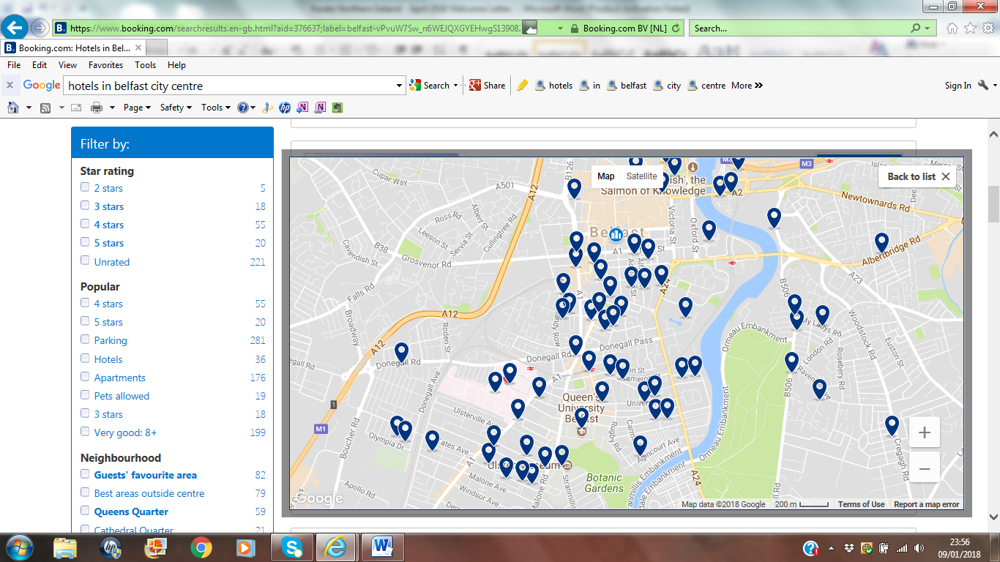 https://www.booking.com/searchresults.en-gb.html?aid=376637;label=belfast-vPvuW7Sw_n6WEJQXGYEHwgS13908
Booking.com BV [NL]
Search...
Booking.com: Hotels in Bel...
File Edit View Favorites Tools Help
x Google hotels in belfast city centre Search Share hotels in belfast city centre More » Sign In
Page Safety Tools
Filter by:
Star rating
2 stars 5
3 stars 18
4 stars 55
5 stars 20
Unrated 221
Popular
4 stars 55
5 stars 20
Parking 281
Hotels 36
Apartments 176
Pets allowed 19
3 stars 18
Very good: 8+ 199
Neighbourhood
Guests' favourite area 82
Best areas outside centre 79
Queens Quarter 59
Cathedral Quarter 21
Map Satellite
Back to list
Cupar Way
A501
A12
B126
Salmon of Knowledge
M3
M3
A2
Dee
Newtownards Rd
Ross Rd
Albert St
Leeson St
Servia St
Cullingtree Rd
Victoria St
Oxford St
B38
Cavendish St
Grosvenor Rd
Belfast
A1
Albertbridge Rd
A23
Falls Rd
A24
B506
Broadway
A12
Roden St
A1
Ormeau Embankment
My Ladys Rd
Woodstock Rd
Donegall Pass
Donegall Rd
A12
Donegall Rd
London Rd
Rosebery Rd
Euston St
Donegall Ave
A1
B506
1
Queen's
University
Belfast
Ulsterville Ave
Rugby Rd
Ormeau Embankment
M1
Boucher Rd
Olympia Dr
Agincourt Ave
Cregagh Rd
A1
Malone Ave
Windsor Ave
Malone Rd
Botanic
Gardens
A24
Apollo Rd
Google
Map data ©2018 Google 200 m Terms of Use Report a map error
23:56
09/01/2018